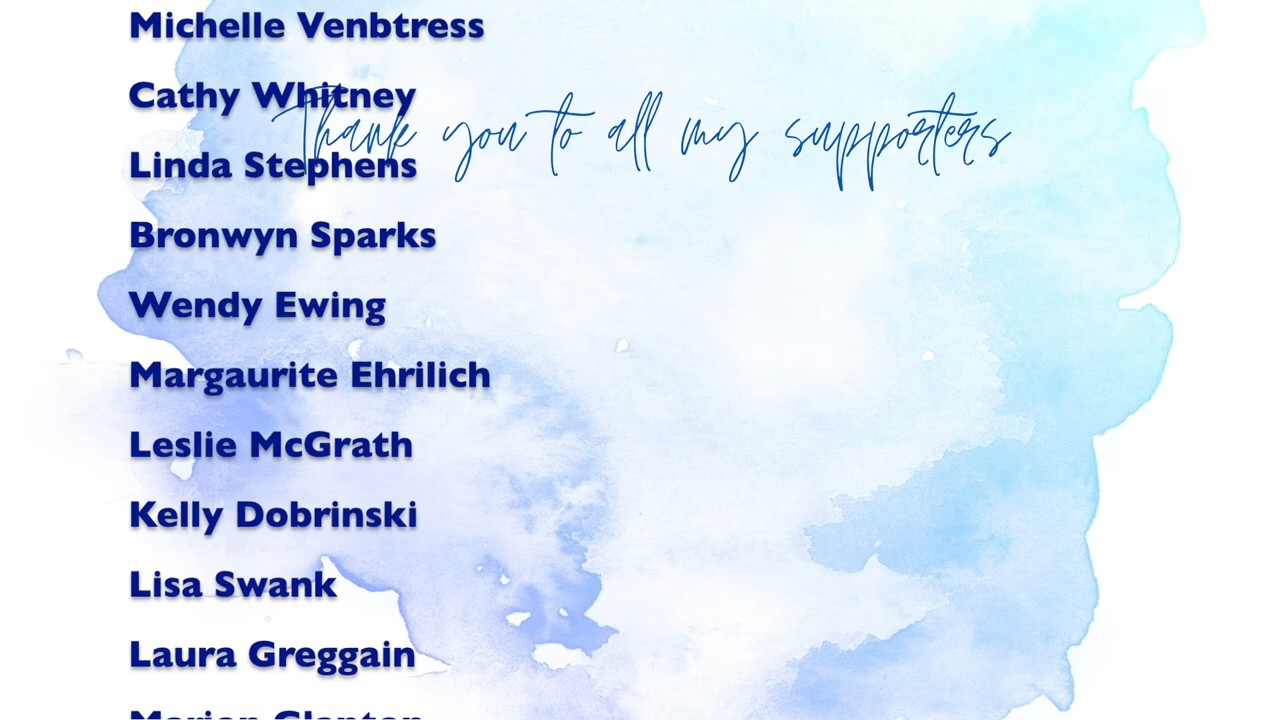 Michelle Venbtress
Cathy Whitney
Thank you to all my supporters
Linda Stephens
Bronwyn Sparks
Wendy Ewing
Margaurite Ehrilich
Leslie McGrath
Kelly Dobrinski
Lisa Swank
Laura Greggain